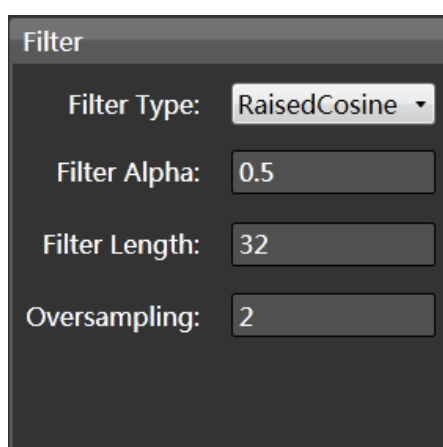 Filter
Filter Type: RaisedCosine
Filter Alpha: 0.5
Filter Length: 32
Oversampling: 2